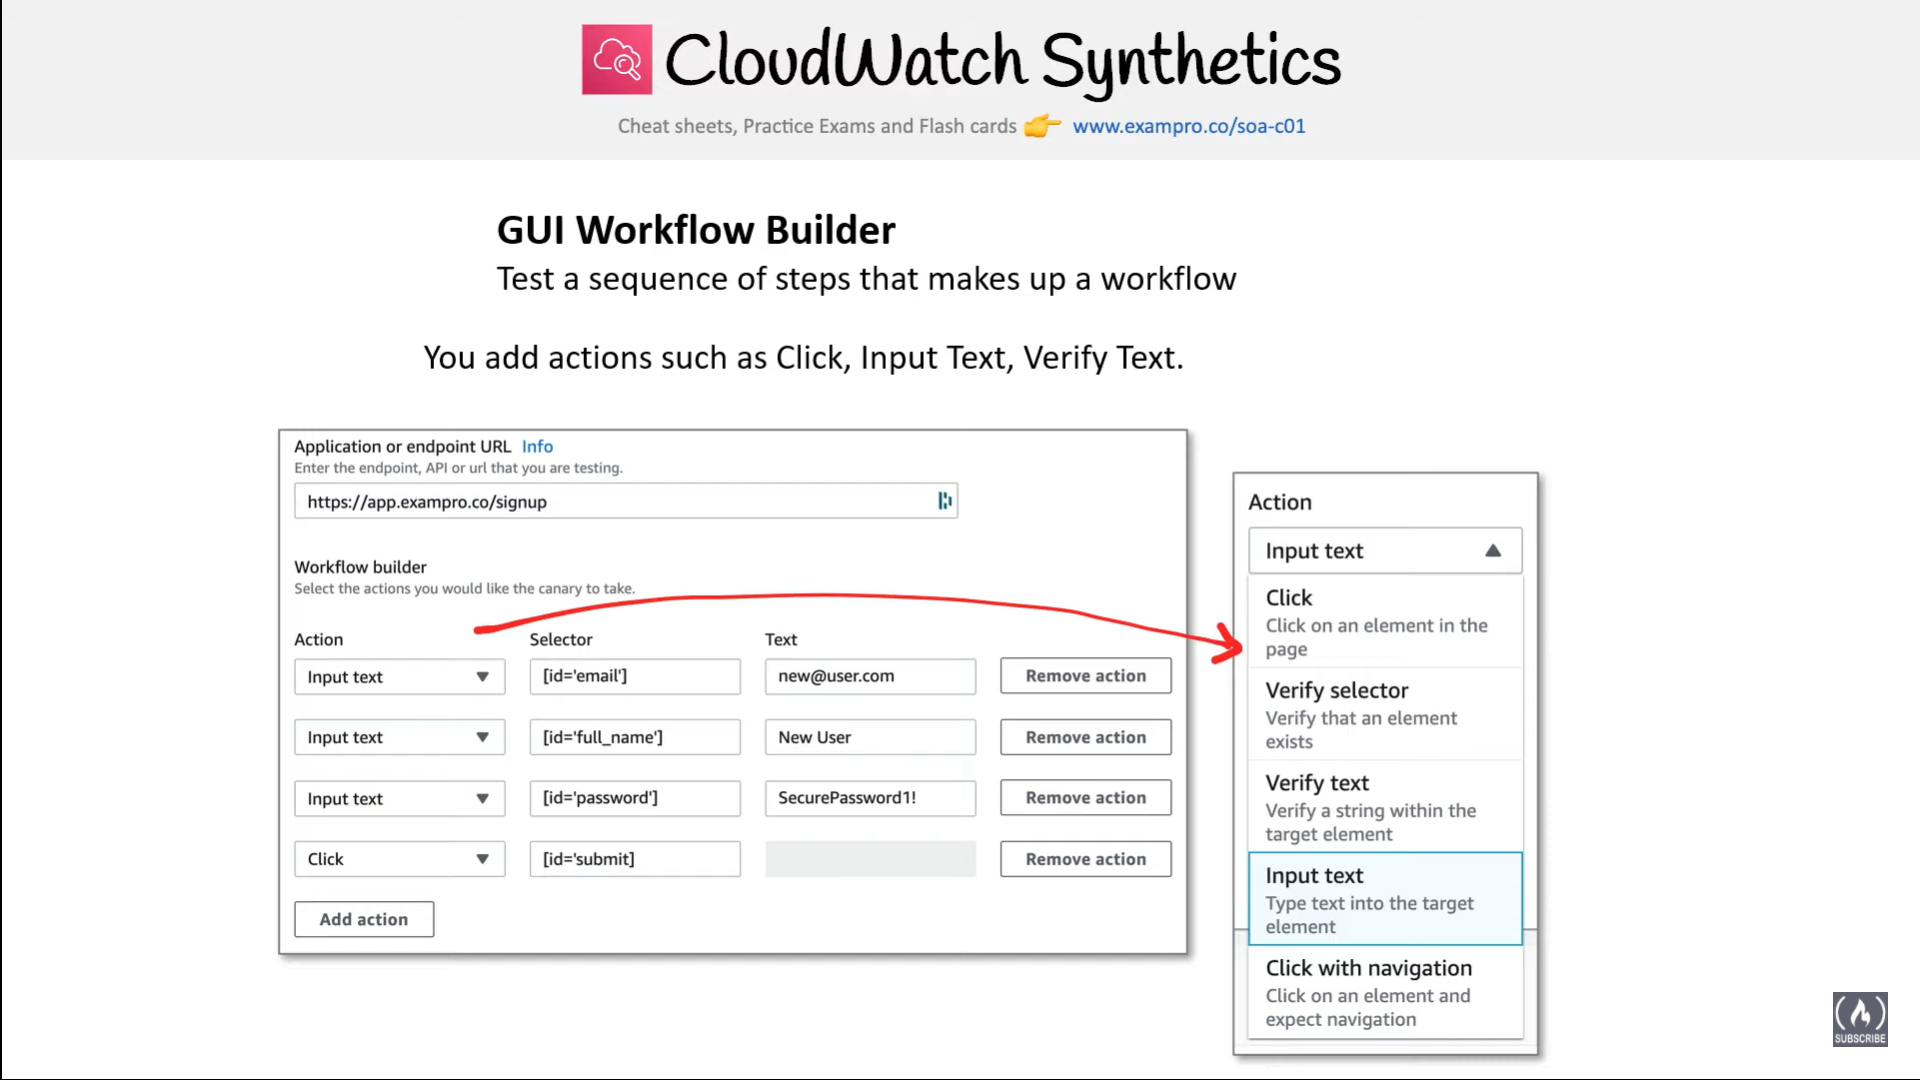 CloudWatch Synthetics
Cheat sheets, Practice Exams and Flash cards 👉 www.exampro.co/soa-c01
GUI Workflow Builder
Test a sequence of steps that makes up a workflow
You add actions such as Click, Input Text, Verify Text.
Application or endpoint URL Info
Enter the endpoint, API or url that you are testing.
https://app.exampro.co/signup
Workflow builder
Select the actions you would like the canary to take.
Action Selector Text
Input text [id='email'] new@user.com Remove action
Input text [id='full_name'] New User Remove action
Input text [id='password'] SecurePassword1! Remove action
Click [id='submit] Remove action
Add action
Action
Input text
Click
Click on an element in the
page
Verify selector
Verify that an element
exists
Verify text
Verify a string within the
target element
Input text
Type text into the target
element
Click with navigation
Click on an element and
expect navigation
SUBSCRIBE